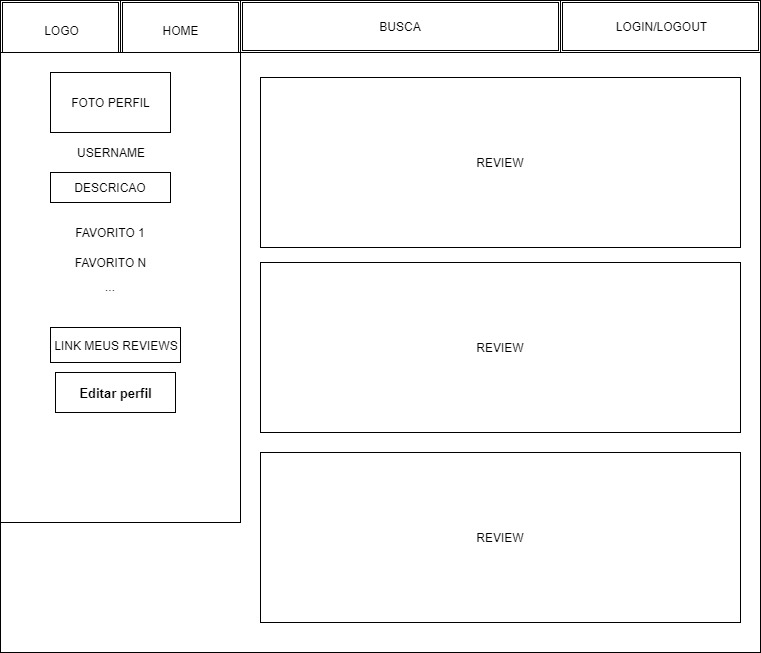 LOGO
HOME
BUSCA
LOGIN/LOGOUT
FOTO PERFIL
USERNAME
DESCRICAO
FAVORITO 1
FAVORITO N
...
LINK MEUS REVIEWS
Editar perfil
REVIEW
REVIEW
REVIEW